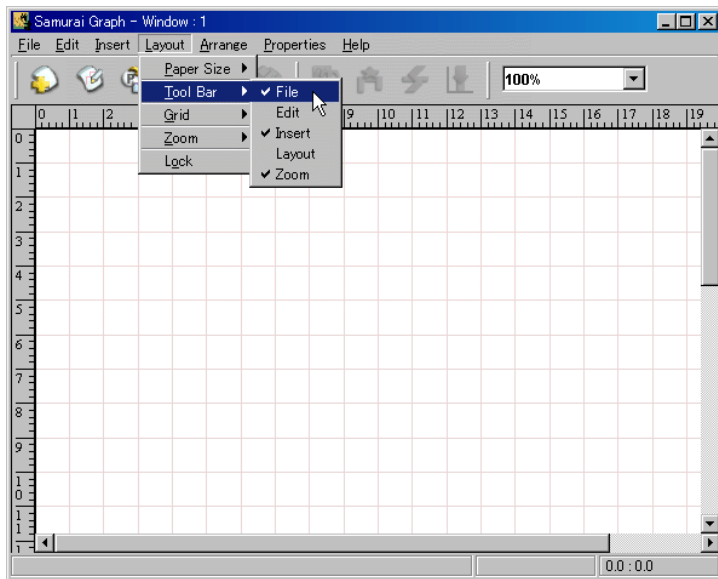 Samurai Graph - Window : 1
File Edit Insert Layout Arrange Properties Help
Paper Size
Tool Bar
Grid
Zoom
Lock
File
Edit
Insert
Layout
Zoom
100%
0 1 2 9 10 11 12 13 14 15 16 17 18 19
0
1
2
3
4
5
6
7
8
9
10
11
0.0 : 0.0